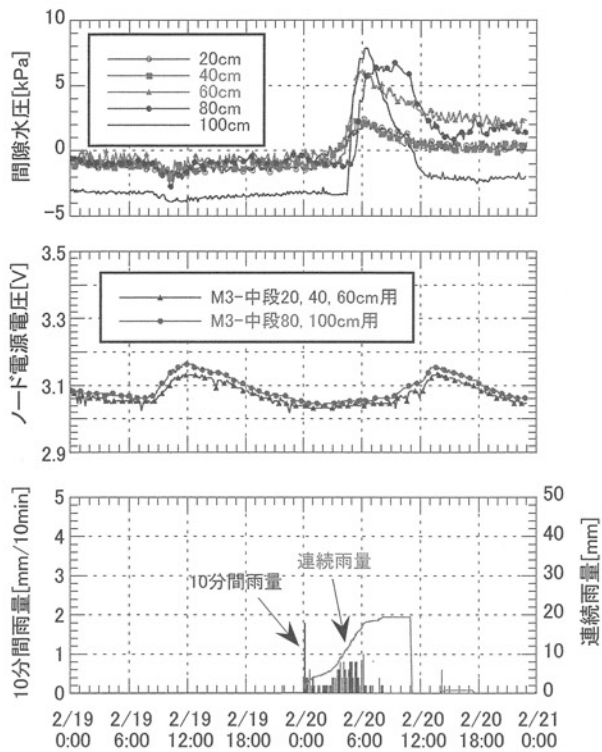 10
5
0
-5
間隙水圧[kPa]
20cm
40cm
60cm
80cm
100cm
3.5
3.3
3.1
2.9
ノード電源電圧[V]
M3-中段20, 40, 60cm用
M3-中段80, 100cm用
5
4
3
2
1
0
10分間雨量[mm/10min]
10分間雨量
連続雨量
50
40
30
20
10
0
連続雨量[mm]
2/19 2/19 2/19 2/19 2/20 2/20 2/20 2/20 2/21
0:00 6:00 12:00 18:00 0:00 6:00 12:00 18:00 0:00